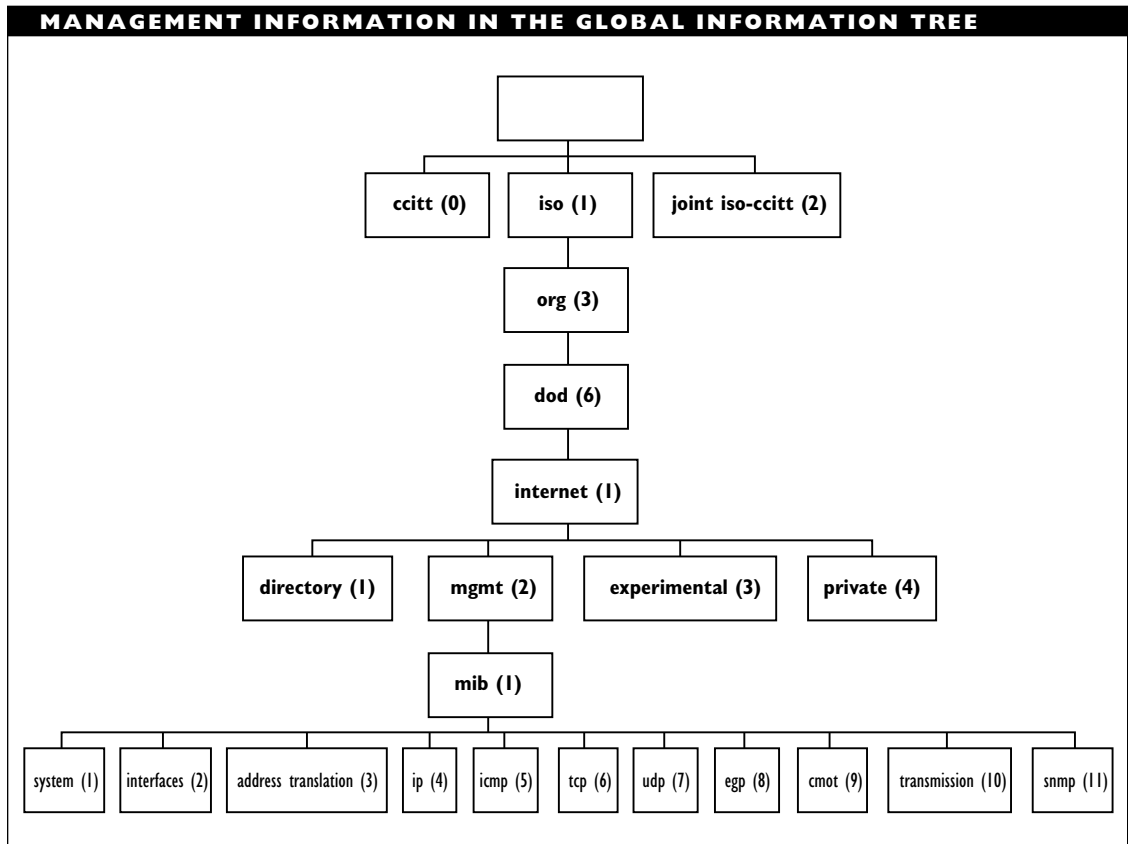 MANAGEMENT INFORMATION IN THE GLOBAL INFORMATION TREE
ccitt (0)
iso (1)
joint iso-ccitt (2)
org (3)
dod (6)
internet (1)
directory (1)
mgmt (2)
experimental (3)
private (4)
mib (1)
system (1)
interfaces (2)
address translation (3)
ip (4)
icmp (5)
tcp (6)
udp (7)
egp (8)
cmot (9)
transmission (10)
snmp (11)